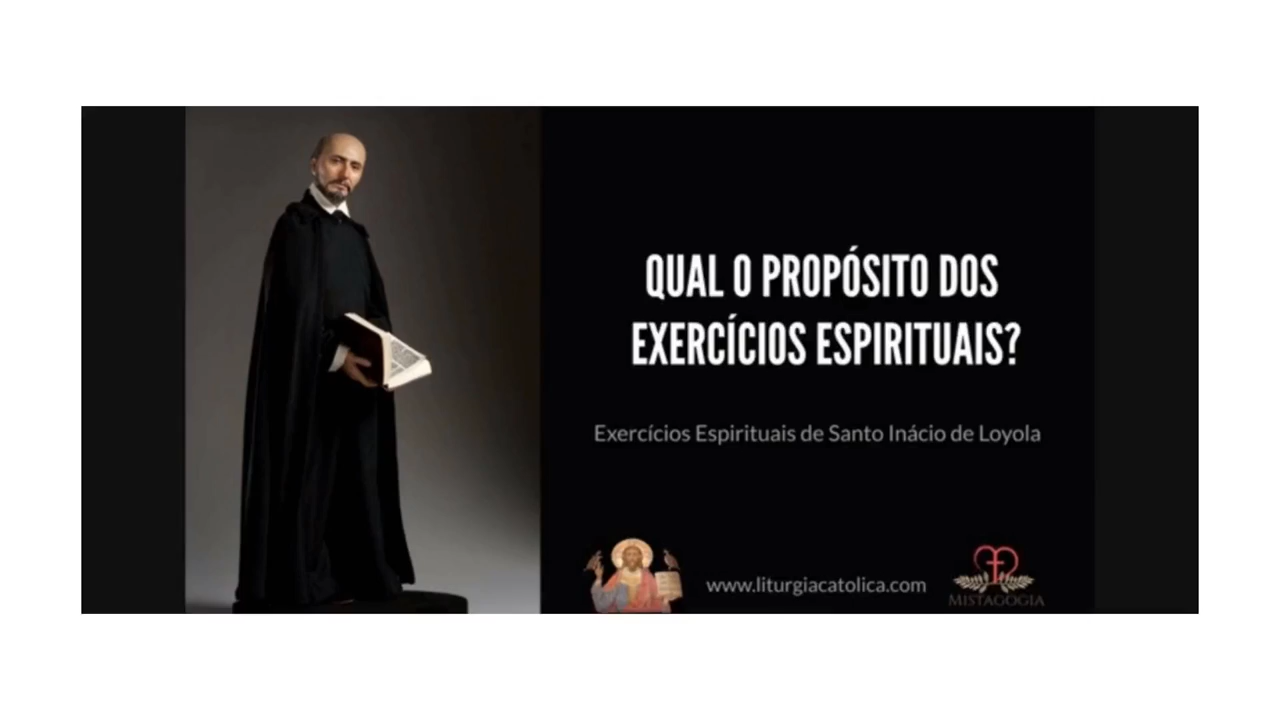 QUAL O PROPÓSITO DOS
EXERCÍCIOS ESPIRITUAIS?
Exercícios Espirituais de Santo Inácio de Loyola
www.liturgiacatolica.com
MISTAGOGIA